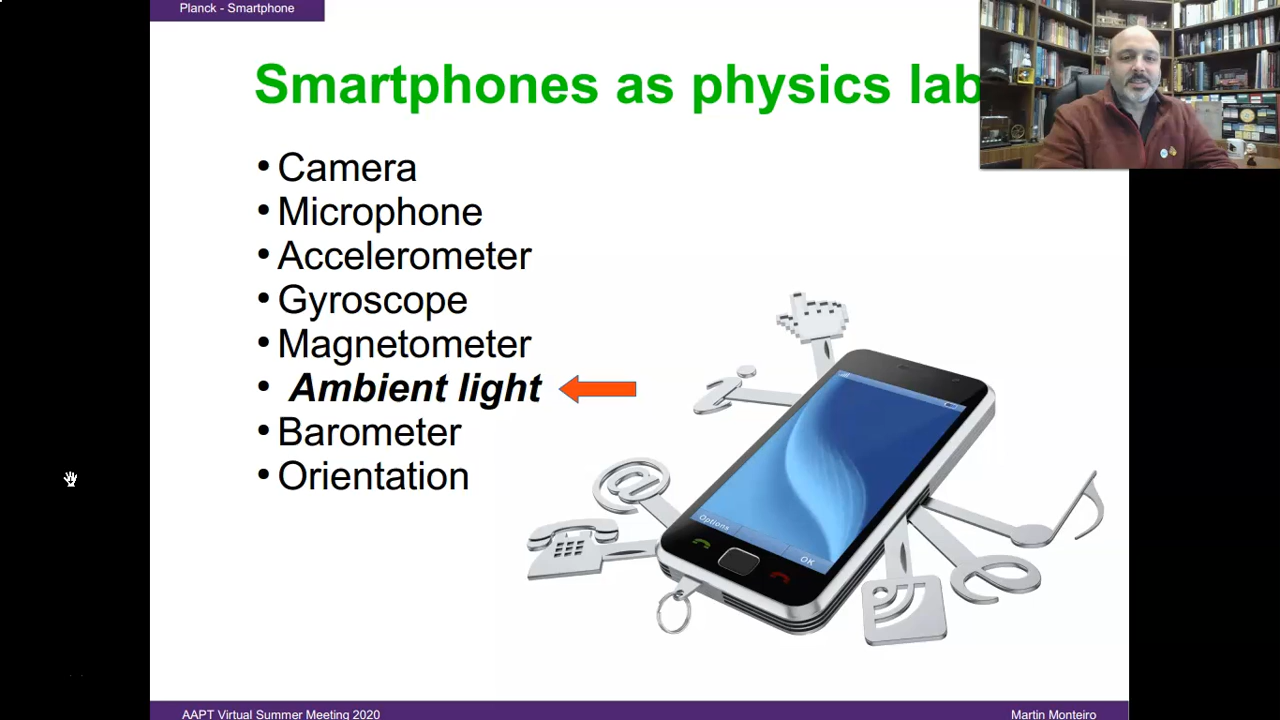 Planck - Smartphone
Smartphones as physics lab
• Camera
• Microphone
• Accelerometer
• Gyroscope
• Magnetometer
• Ambient light
• Barometer
• Orientation
Options
OK
AAPT Virtual Summer Meeting 2020
Martin Monteiro